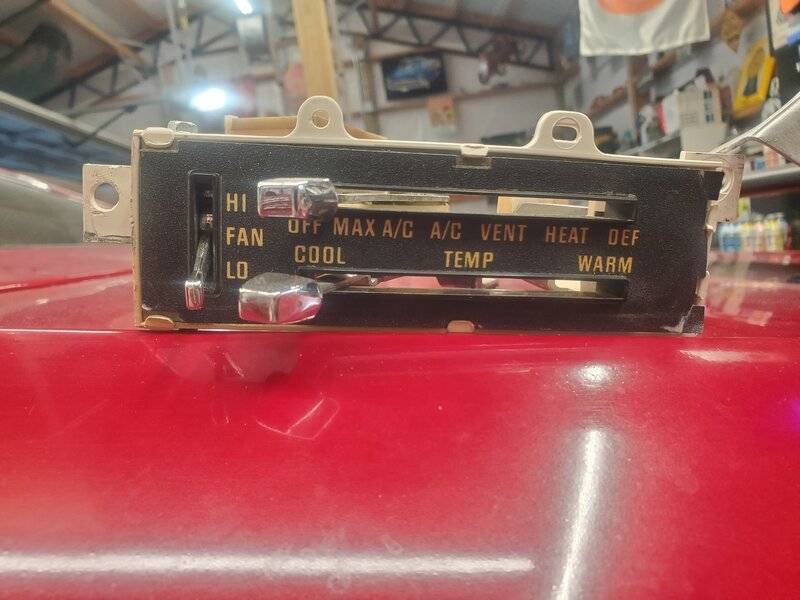 HI
FAN
LO
OFF MAX A/C A/C VENT HEAT DEF
COOL TEMP WARM